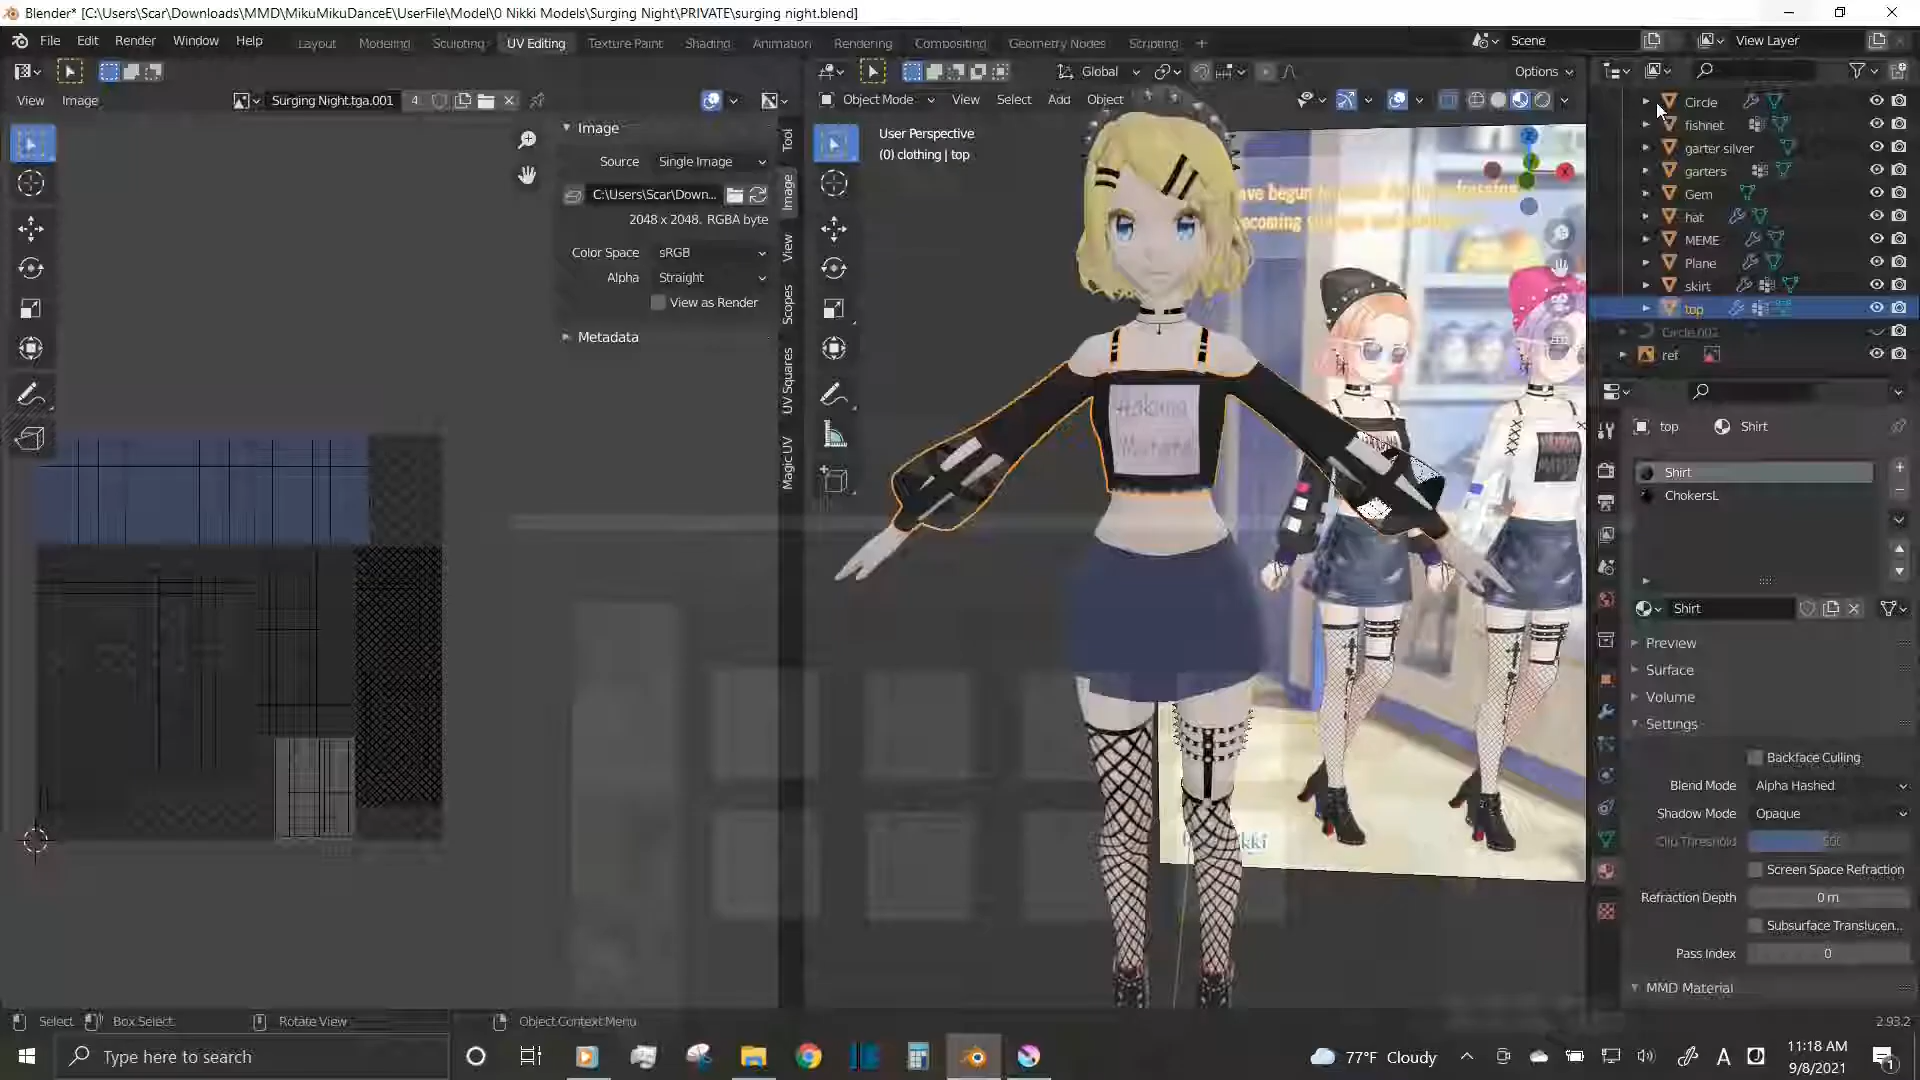 Blender* [C:\Users\Scar\Downloads\MMD\MikuMikuDanceE\UserFile\Model\0 Nikki Models\Surging Night\PRIVATE\surging night.blend]
File Edit Render Window Help Layout Modeling Sculpting UV Editing Texture Paint Shading Animation Rendering Compositing Geometry Nodes Scripting + Scene View Layer
Global Options
View Image Surging Night.tga.001 4 Object Mode View Select Add Object
Image
Source Single Image
C:\Users\Scar\Down...
2048 x 2048. RGBA byte
Color Space sRGB
Alpha Straight
View as Render
Metadata
Tool
Image
View
Scopes
UV Squares
Magic UV
User Perspective
(0) clothing | top
ave begun
ecoming
Circle
fishnet
garter silver
garters
Gem
hat
MEME
Plane
skirt
top
Circle.002
ref
top Shirt
Shirt
ChokersL
Shirt
Preview
Surface
Volume
Settings
Backface Culling
Blend Mode Alpha Hashed
Shadow Mode Opaque
Clip Threshold
Screen Space Refraction
Refraction Depth 0 m
Subsurface Translucen...
Pass Index 0
MMD Material
Select Box Select Rotate View Object Context Menu 2.93.2
Type here to search
77°F Cloudy
11:18 AM
9/8/2021